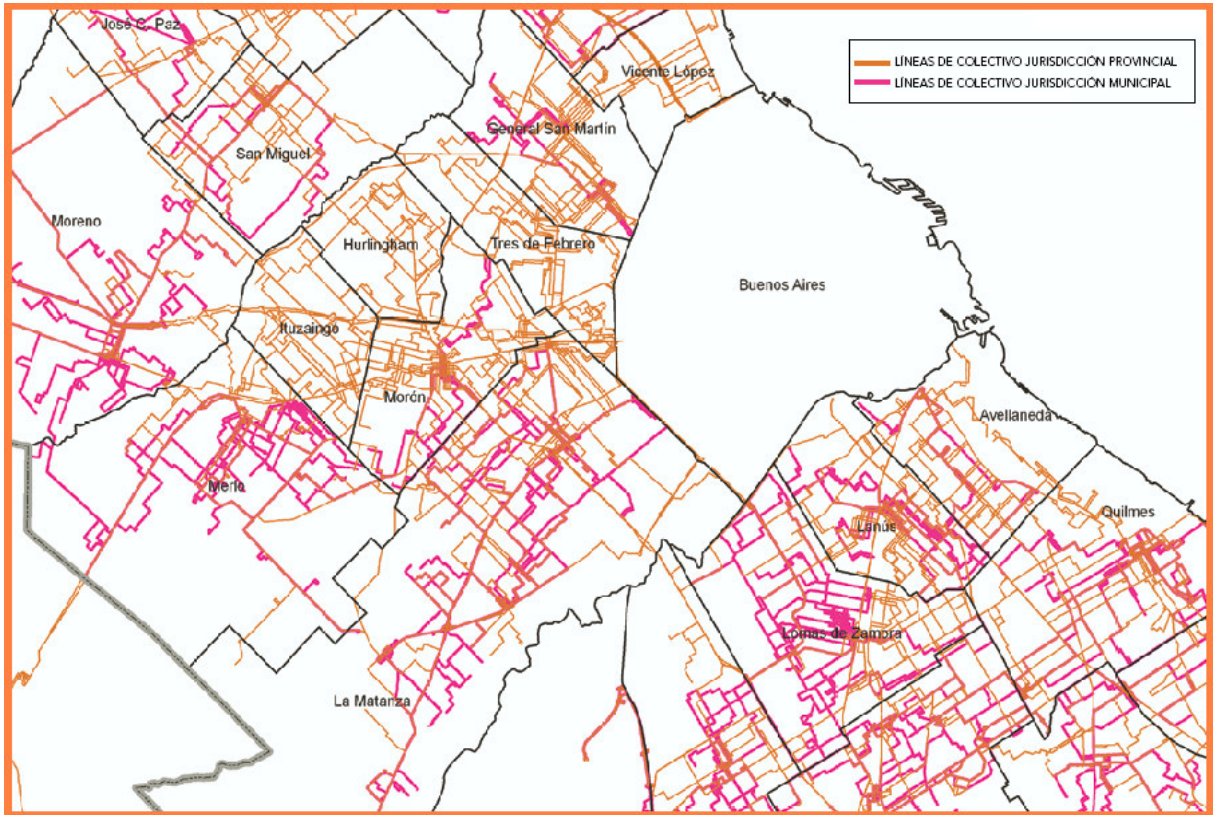 José C. Paz
Vicente López
LÍNEAS DE COLECTIVO JURISDICCIÓN PROVINCIAL
LÍNEAS DE COLECTIVO JURISDICCIÓN MUNICIPAL
General San Martín
San Miguel
Moreno
Hurlingham
Tres de Febrero
Buenos Aires
Ituzaingó
Morón
Avellaneda
Merlo
Quilmes
Lanús
Lomas de Zamora
La Matanza